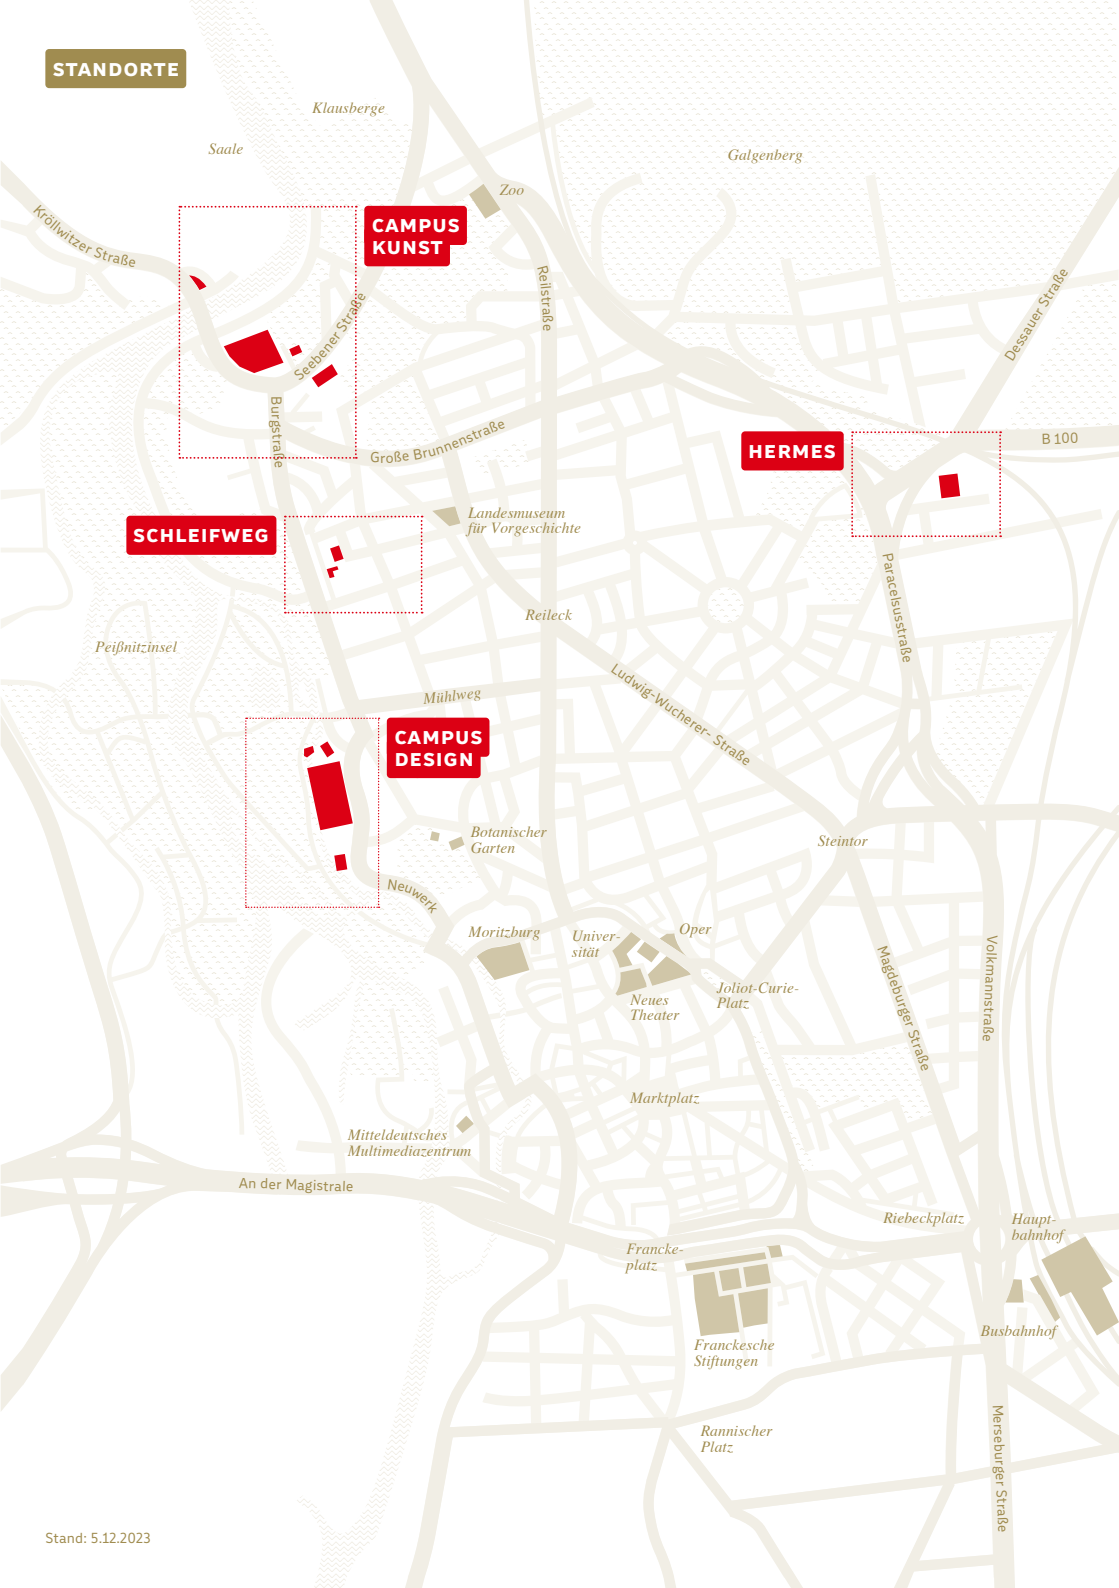 STANDORTE
Klausberge
Saale
Galgenberg
Zoo
Kröllwitzer Straße
CAMPUS
KUNST
Reilstraße
Dessauer Straße
Seebener Straße
Burgstraße
Große Brunnenstraße
B 100
HERMES
SCHLEIFWEG
Landesmuseum
für Vorgeschichte
Paracelsusstraße
Reileck
Peißnitzinsel
Ludwig-Wucherer- Straße
Mühlweg
CAMPUS
DESIGN
Botanischer
Garten
Steintor
Neuwerk
Moritzburg
Univer-
sität
Oper
Neues
Theater
Joliot-Curie-
Platz
Magdeburger Straße
Volkmannstraße
Marktplatz
Mitteldeutsches
Multimediazentrum
An der Magistrale
Riebeckplatz
Haupt-
bahnhof
Francke-
platz
Busbahnhof
Franckesche
Stiftungen
Rannischer
Platz
Merseburger Straße
Stand: 5.12.2023